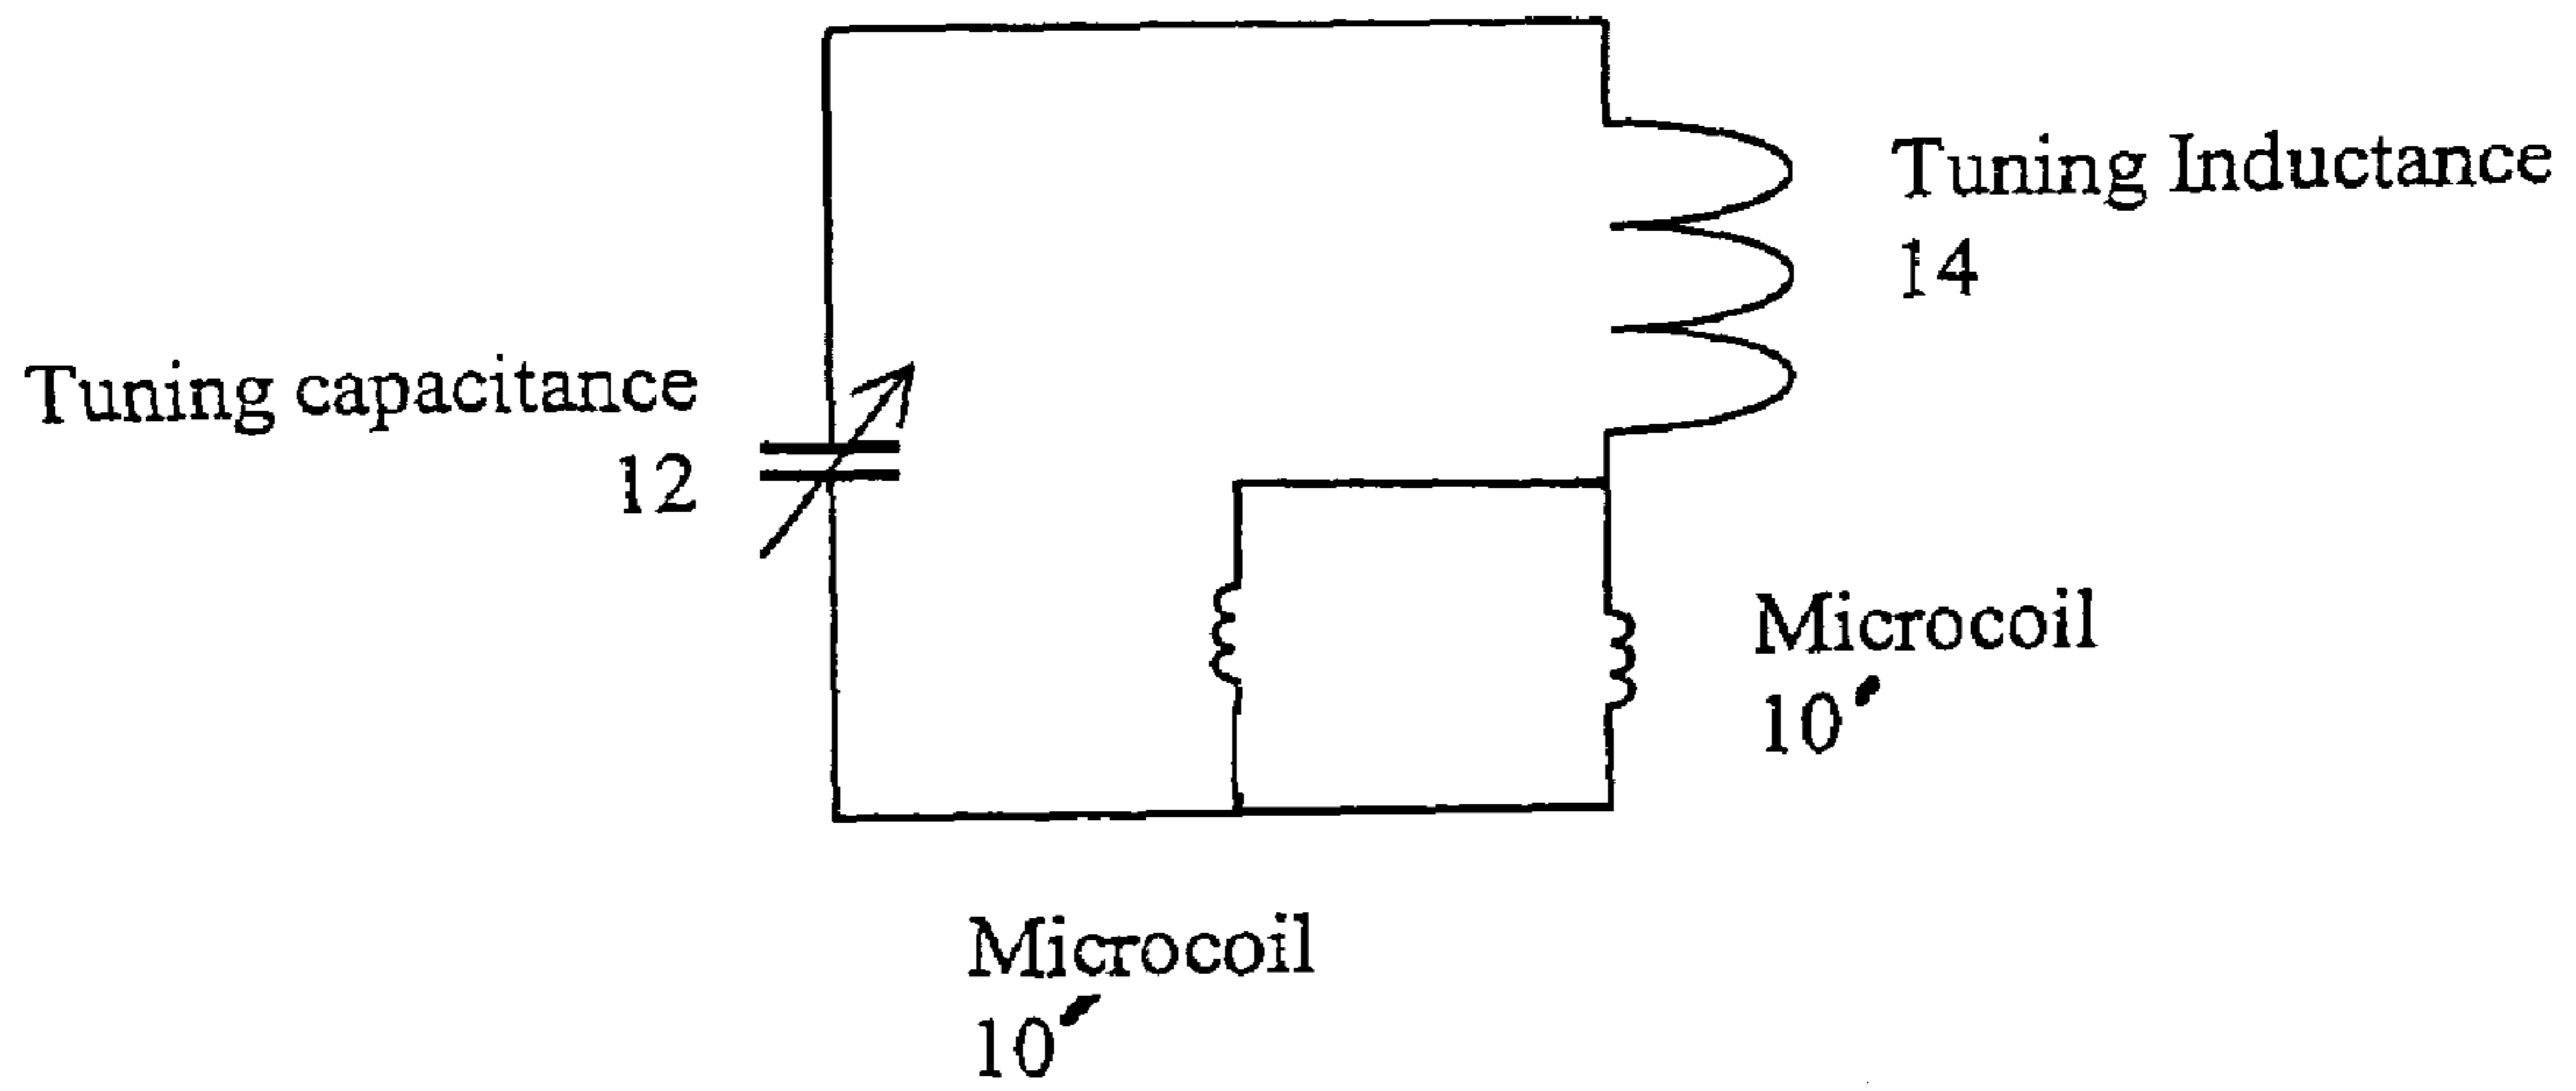 Tuning Inductance
14
Tuning capacitance
12
Microcoil
10'
Microcoil
10'